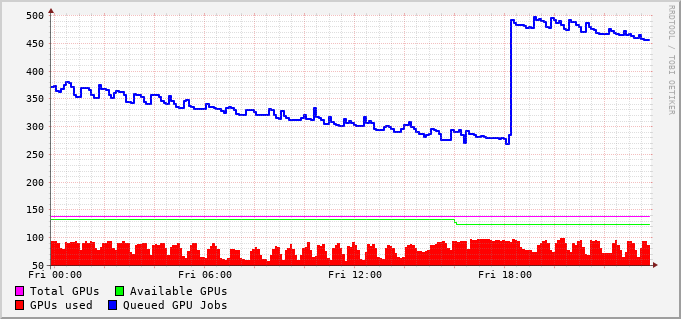 500
450
400
350
300
250
200
150
100
50
Fri 00:00 Fri 06:00 Fri 12:00 Fri 18:00
Total GPUs Available GPUs
GPUs used Queued GPU Jobs
RRDTOOL / TOBI OETIKER